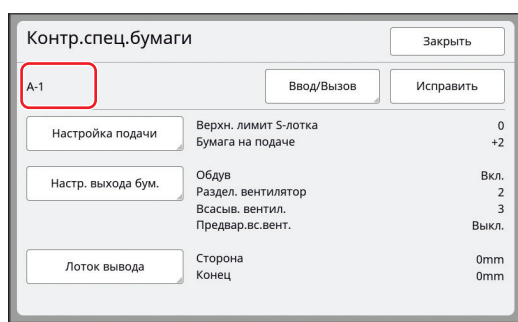 Контр.спец.бумаги
Закрыть
A-1
Ввод/Вызов
Исправить
Настройка подачи
Верхн. лимит S-лотка 0
Бумага на подаче +2
Настр. выхода бум.
Обдув Вкл.
Раздел. вентилятор 2
Всасыв. вентил. 3
Предвар.вс.вент. Выкл.
Лоток вывода
Сторона 0mm
Конец 0mm